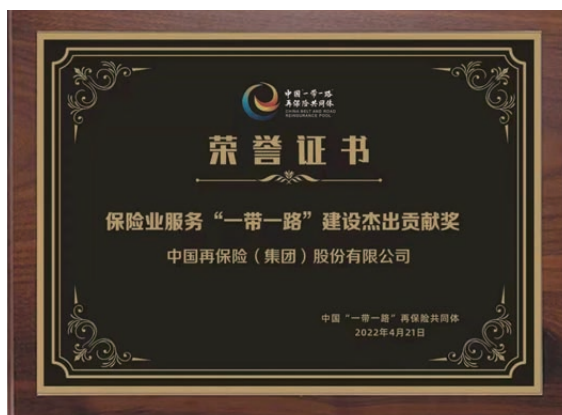 中国一带一路
再保险共同体
CHINA BELT AND ROAD
REINSURANCE POOL
荣誉证书
保险业服务“一带一路”建设杰出贡献奖
中国再保险（集团）股份有限公司
中国“一带一路”再保险共同体
2022年4月21日